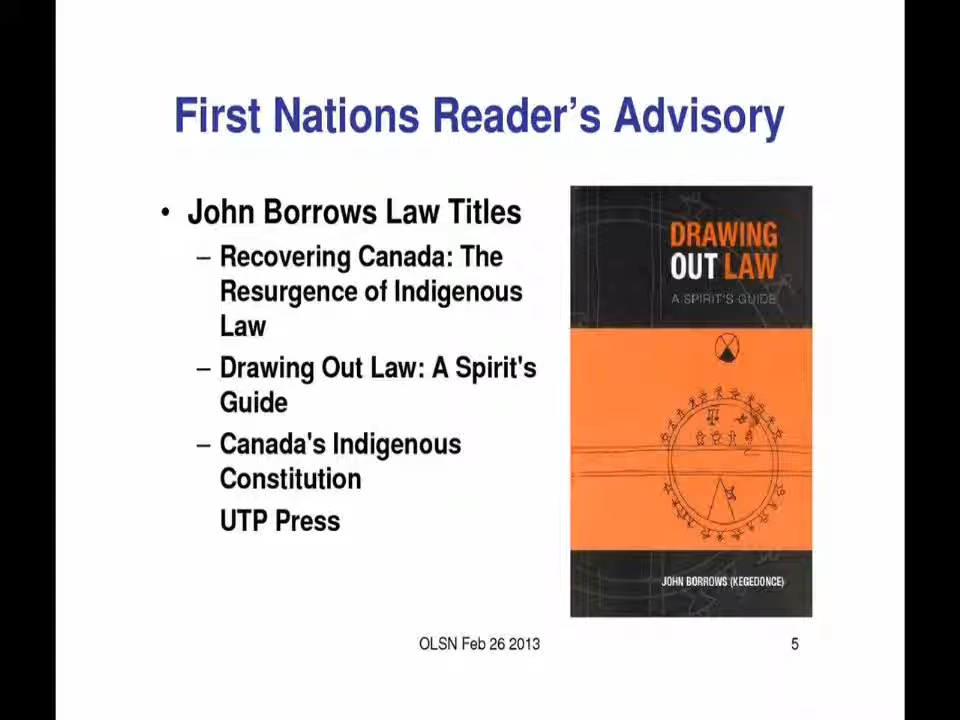 First Nations Reader's Advisory
• John Borrows Law Titles
– Recovering Canada: The
Resurgence of Indigenous
Law
– Drawing Out Law: A Spirit's
Guide
– Canada's Indigenous
Constitution
UTP Press
DRAWING
OUT LAW
A SPIRIT'S GUIDE
JOHN BORROWS (KEGEDONCE)
OLSN Feb 26 2013
5